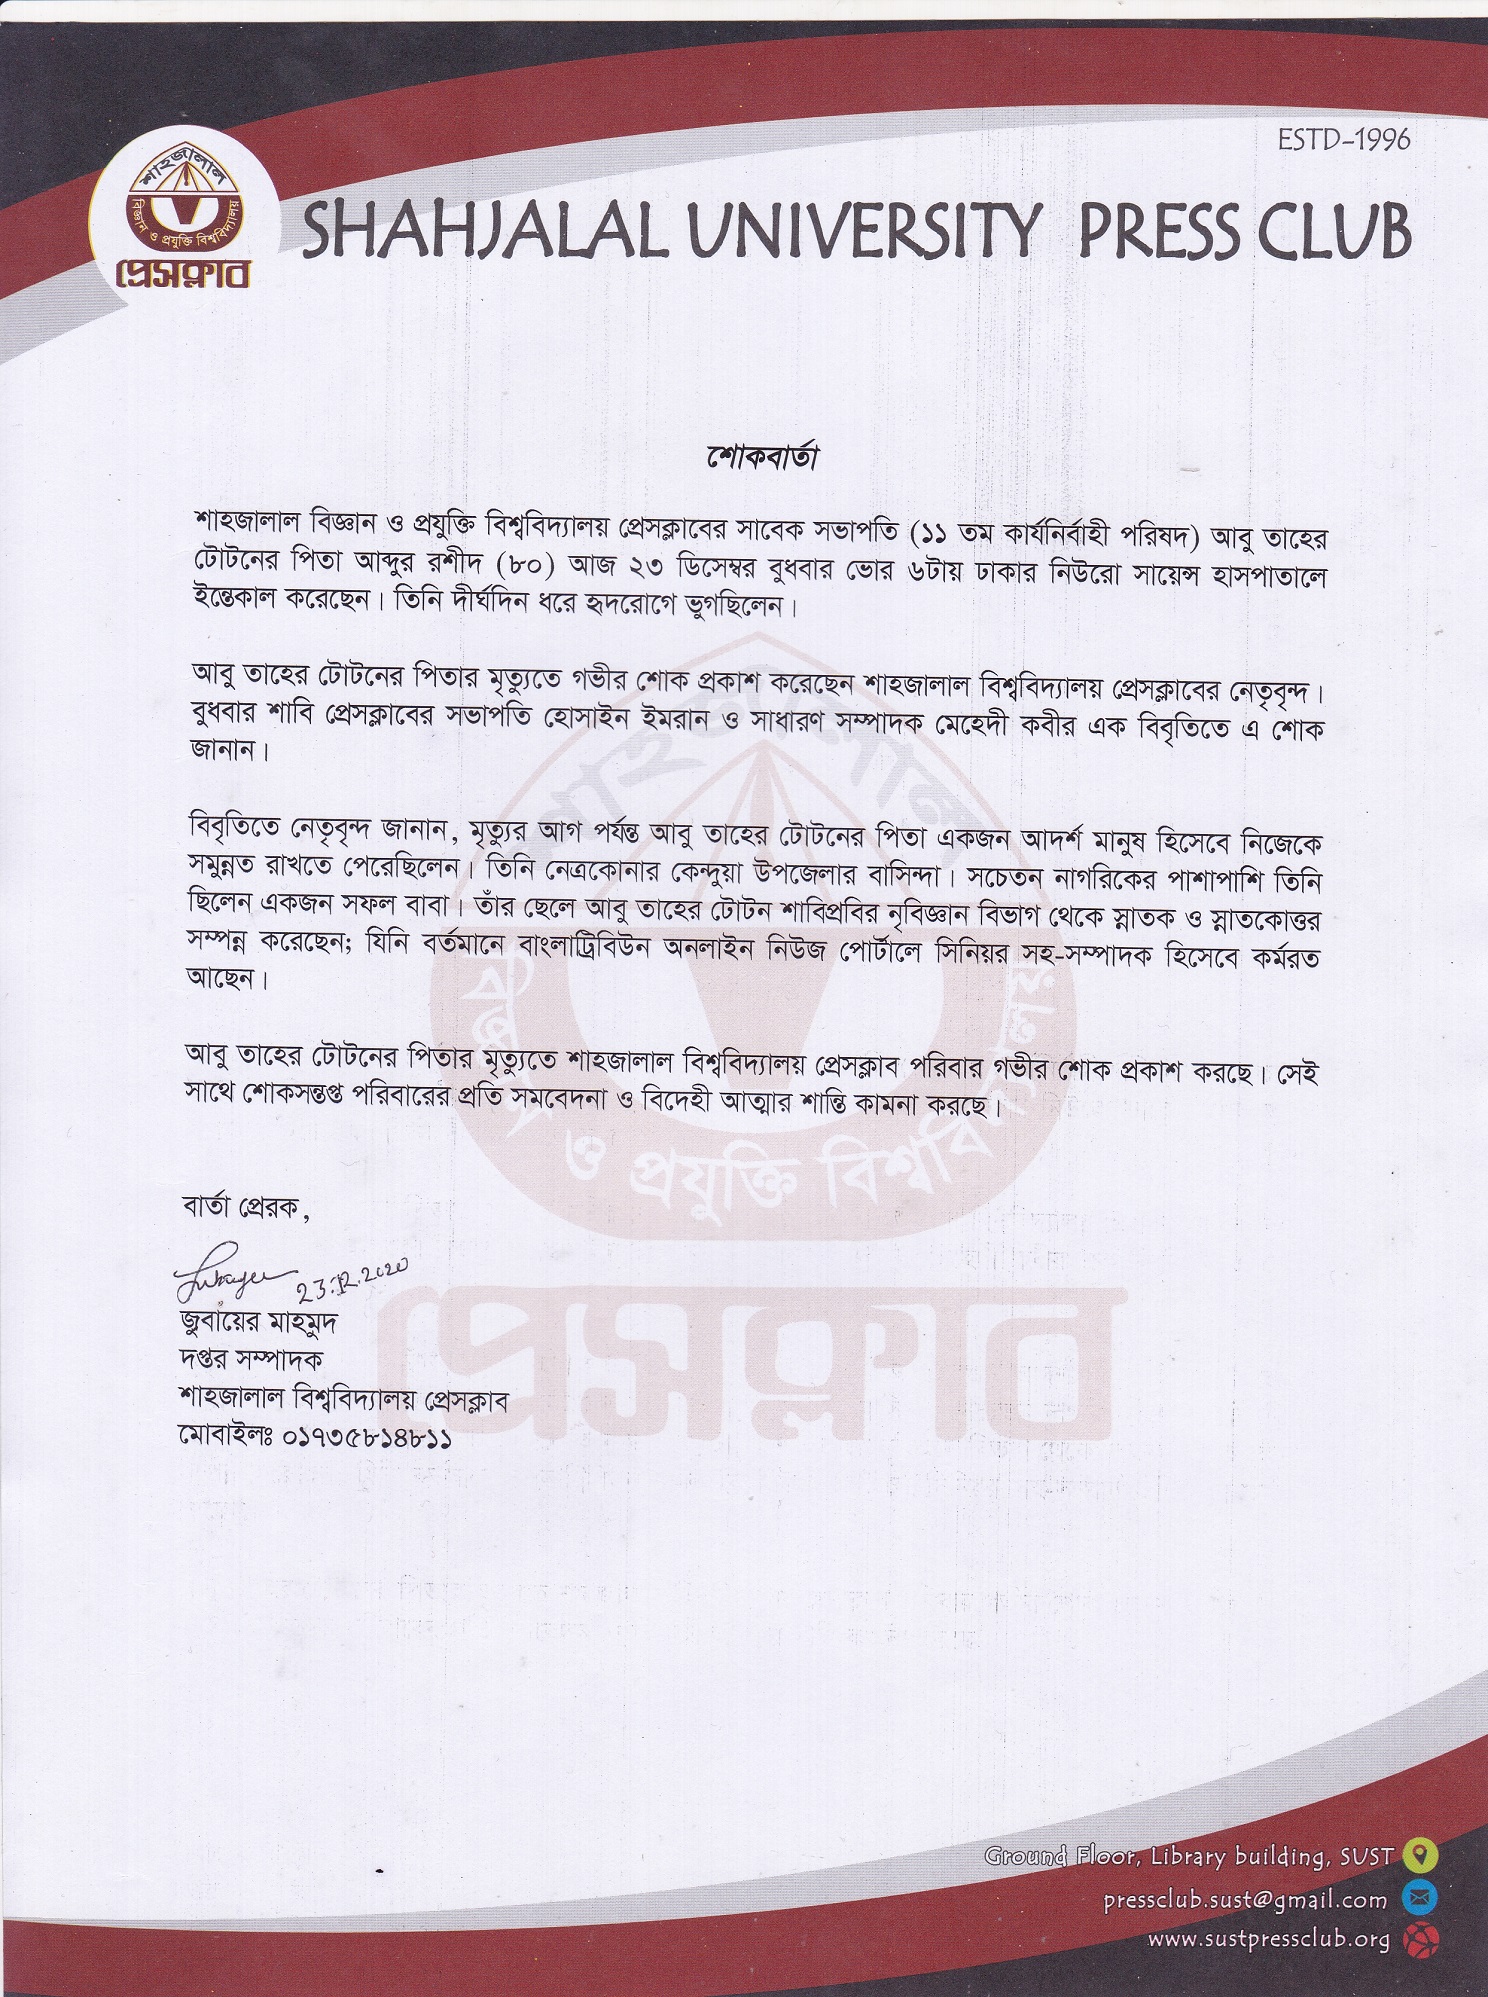 ESTD-1996
শাহজালাল
বিজ্ঞান ও প্রযুক্তি বিশ্ববিদ্যালয়
প্রেসক্লাব
SHAHJALAL UNIVERSITY PRESS CLUB
শোকবার্তা
শাহজালাল বিজ্ঞান ও প্রযুক্তি বিশ্ববিদ্যালয় প্রেসক্লাবের সাবেক সভাপতি (১১ তম কার্যনির্বাহী পরিষদ) আবু তাহের
টোটনের পিতা আব্দুর রশীদ (৮০) আজ ২৩ ডিসেম্বর বুধবার ভোর ৬টায় ঢাকার নিউরো সায়েন্স হাসপাতালে
ইন্তেকাল করেছেন। তিনি দীর্ঘদিন ধরে হৃদরোগে ভুগছিলেন।
আবু তাহের টোটনের পিতার মৃত্যুতে গভীর শোক প্রকাশ করেছেন শাহজালাল বিশ্ববিদ্যালয় প্রেসক্লাবের নেতৃবৃন্দ।
বুধবার শাবি প্রেসক্লাবের সভাপতি হোসাইন ইমরান ও সাধারণ সম্পাদক মেহেদী কবীর এক বিবৃতিতে এ শোক
জানান।
বিবৃতিতে নেতৃবৃন্দ জানান, মৃত্যুর আগ পর্যন্ত আবু তাহের টোটনের পিতা একজন আদর্শ মানুষ হিসেবে নিজেকে
সমুন্নত রাখতে পেরেছিলেন। তিনি নেত্রকোনার কেন্দুয়া উপজেলার বাসিন্দা। সচেতন নাগরিকের পাশাপাশি তিনি
ছিলেন একজন সফল বাবা। তাঁর ছেলে আবু তাহের টোটন শাবিপ্রবির নৃবিজ্ঞান বিভাগ থেকে স্নাতক ও স্নাতকোত্তর
সম্পন্ন করেছেন; যিনি বর্তমানে বাংলাট্রিবিউন অনলাইন নিউজ পোর্টালে সিনিয়র সহ-সম্পাদক হিসেবে কর্মরত
আছেন।
আবু তাহের টোটনের পিতার মৃত্যুতে শাহজালাল বিশ্ববিদ্যালয় প্রেসক্লাব পরিবার গভীর শোক প্রকাশ করছে। সেই
সাথে শোকসন্তপ্ত পরিবারের প্রতি সমবেদনা ও বিদেহী আত্মার শান্তি কামনা করছে।
বার্তা প্রেরক,
23.12.2020
জুবায়ের মাহমুদ
দপ্তর সম্পাদক
শাহজালাল বিশ্ববিদ্যালয় প্রেসক্লাব
মোবাইলঃ ০১৭৩৫৮১৪৮১১
Ground Floor, Library building, SUST
pressclub.sust@gmail.com
www.sustpressclub.org